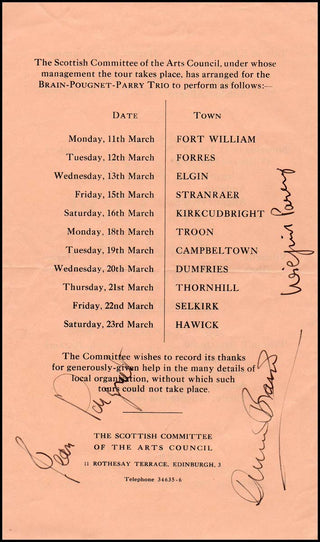 The Scottish Committee of the Arts Council, under whose
management the tour takes place, has arranged for the
BRAIN-POUGNET-PARRY TRIO to perform as follows:—
DATE TOWN
Monday, 11th March FORT WILLIAM
Tuesday, 12th March FORRES
Wednesday, 13th March ELGIN
Friday, 15th March STRANRAER
Saturday, 16th March KIRKCUDBRIGHT
Monday, 18th March TROON
Tuesday, 19th March CAMPBELTOWN
Wednesday, 20th March DUMFRIES
Thursday, 21st March THORNHILL
Friday, 22nd March SELKIRK
Saturday, 23rd March HAWICK
Wilfrid Parry
The Committee wishes to record its thanks
for generously-given help in the many details of
local organisation, without which such
tours could not take place.
Jean Pougnet
Dennis Brain
THE SCOTTISH COMMITTEE
OF THE ARTS COUNCIL
11 ROTHESAY TERRACE, EDINBURGH, 3
Telephone 34635-6